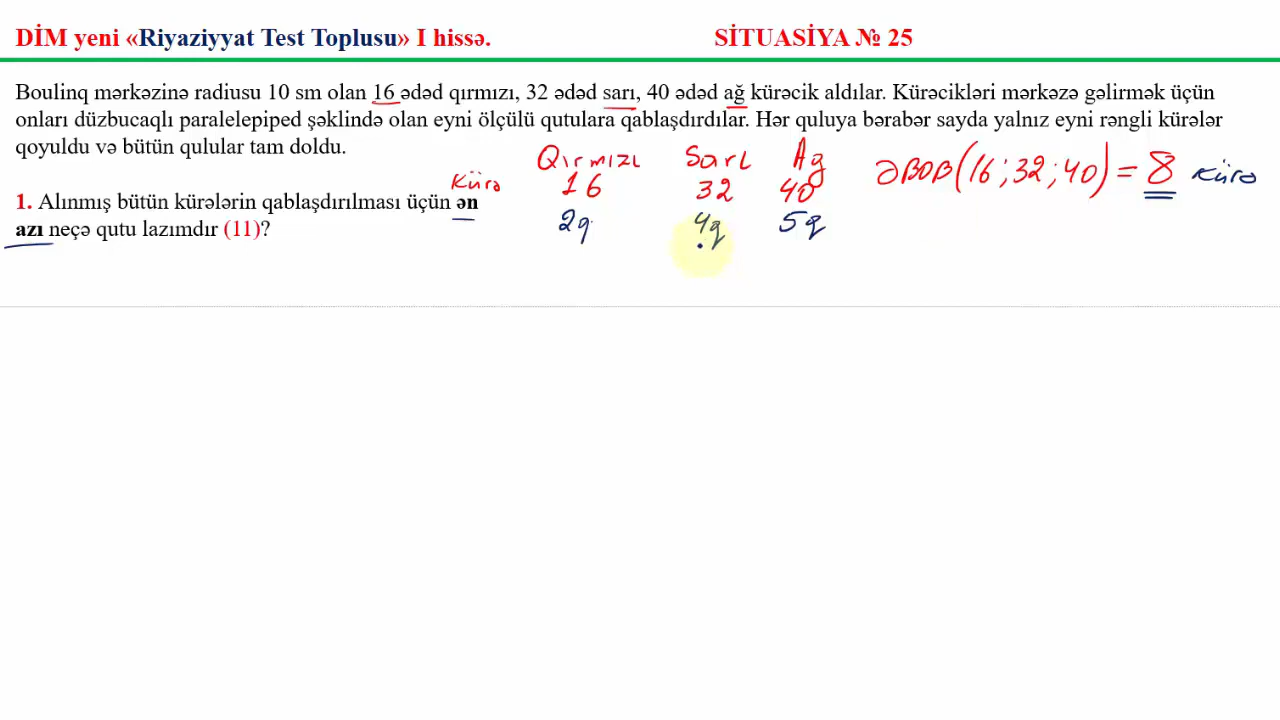 DİM yeni «Riyaziyyat Test Toplusu» I hissə. SİTUASİYA № 25
Boulinq mərkəzinə radiusu 10 sm olan 16 ədəd qırmızı, 32 ədəd sarı, 40 ədəd ağ kürəcik aldılar. Kürəcikləri mərkəzə gəlirmək üçün
onları düzbucaqlı paralelepiped şəklində olan eyni ölçülü qutulara qablaşdırdılar. Hər quluya bərabər sayda yalnız eyni rəngli kürələr
qoyuldu və bütün qulular tam doldu.
Qırmızı Sarı Ağ ƏBOB(16;32;40)=8 kürə
Kürə 16 32 40
1. Alınmış bütün kürələrin qablaşdırılması üçün ən
azı neçə qutu lazımdır (11)?
2q 4q 5q